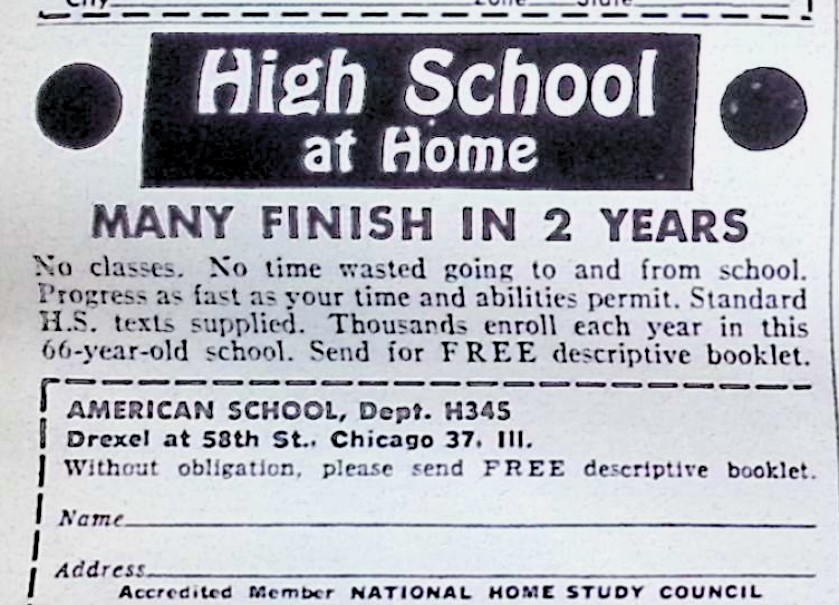 City Zone State
High School
at Home
MANY FINISH IN 2 YEARS
No classes. No time wasted going to and from school.
Progress as fast as your time and abilities permit. Standard
H.S. texts supplied. Thousands enroll each year in this
66-year-old school. Send for FREE descriptive booklet.
AMERICAN SCHOOL, Dept. H345
Drexel at 58th St., Chicago 37, Ill.
Without obligation, please send FREE descriptive booklet.
Name
Address
Accredited Member NATIONAL HOME STUDY COUNCIL